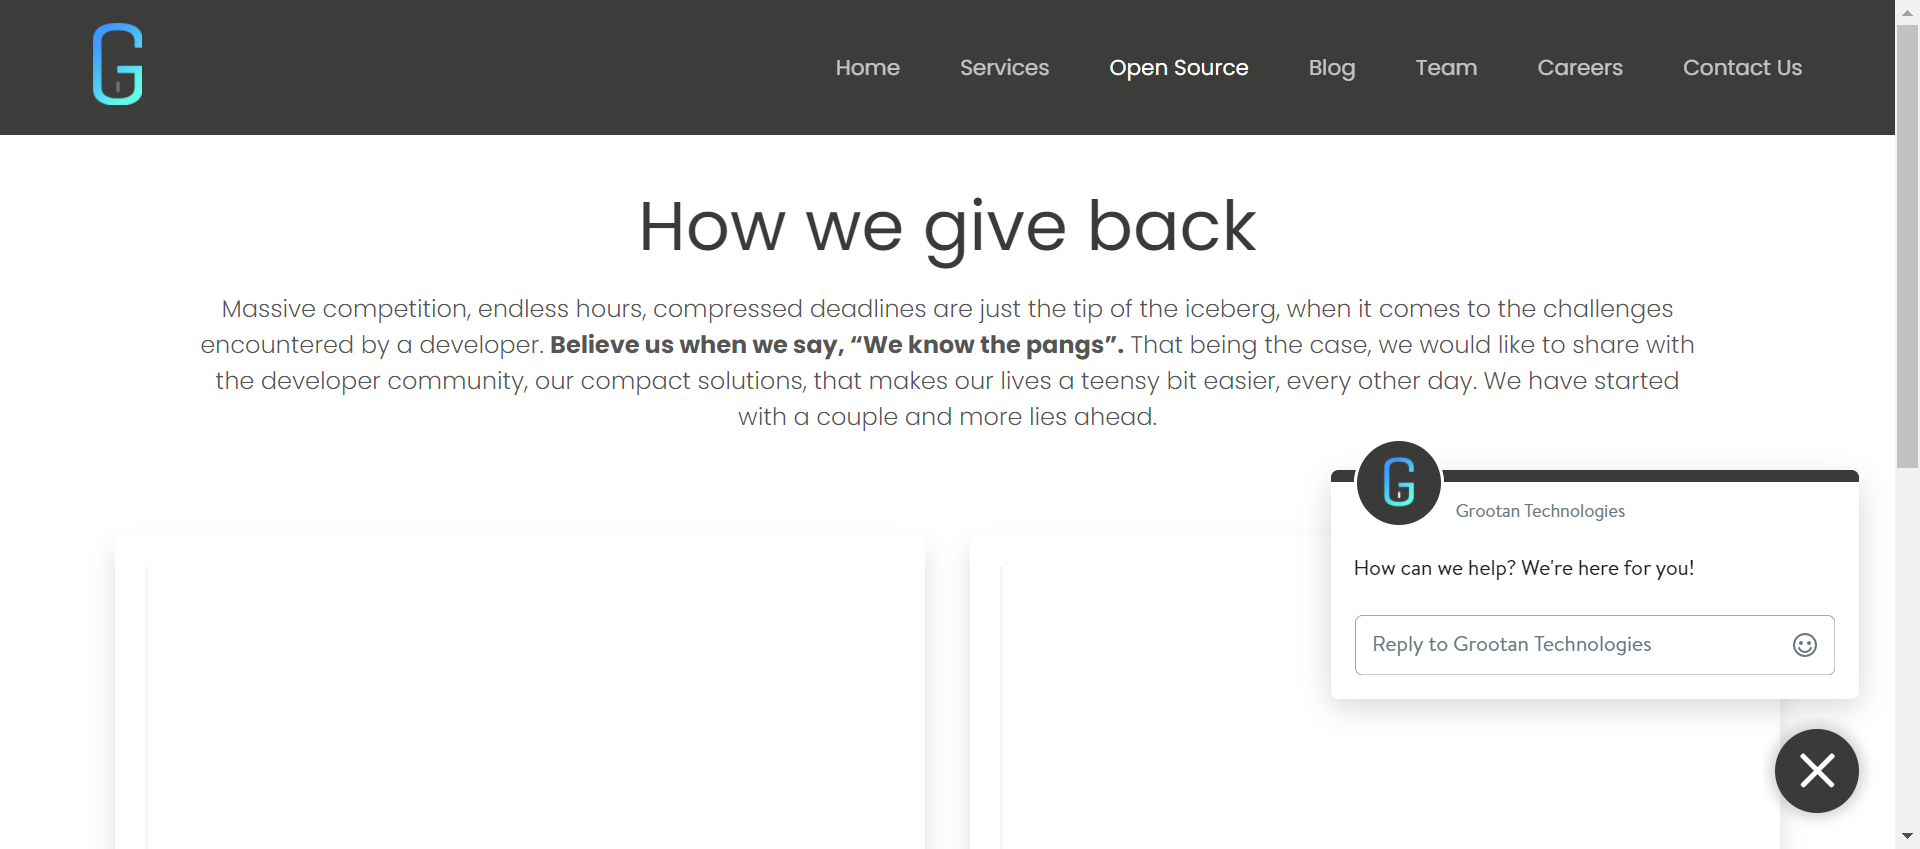 Home Services Open Source Blog Team Careers Contact Us
How we give back
Massive competition, endless hours, compressed deadlines are just the tip of the iceberg, when it comes to the challenges
encountered by a developer. Believe us when we say, “We know the pangs”. That being the case, we would like to share with
the developer community, our compact solutions, that makes our lives a teensy bit easier, every other day. We have started
with a couple and more lies ahead.
Grootan Technologies
How can we help? We're here for you!
Reply to Grootan Technologies